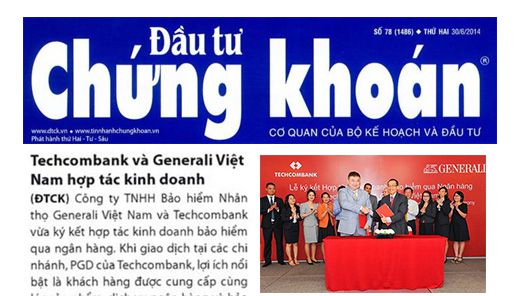 SỐ 78 (1486) ★ THỨ HAI 30/6/2014
Đầu tư
Chứng khoán®
www.dtck.vn • www.tinnhanhchungkhoan.vn
Phát hành thứ Hai - Tư - Sáu
CƠ QUAN CỦA BỘ KẾ HOẠCH VÀ ĐẦU TƯ
Techcombank và Generali Việt
Nam hợp tác kinh doanh
(ĐTCK) Công ty TNHH Bảo hiểm Nhân
thọ Generali Việt Nam và Techcombank
vừa ký kết hợp tác kinh doanh bảo hiểm
qua ngân hàng. Khi giao dịch tại các chi
nhánh, PGD của Techcombank, lợi ích nổi
bật là khách hàng được cung cấp cùng
TECHCOMBANK
GENERALI
Lễ ký kết Hợp
hiểm qua Ngân hàng